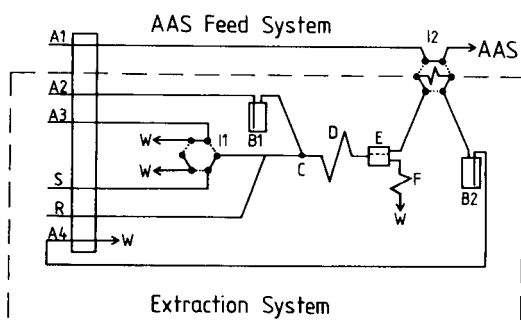 AAS Feed System
A1
I2
AAS
A2
A3
B1
W
I1
D
E
W
C
F
S
B2
R
W
A4
W
Extraction System